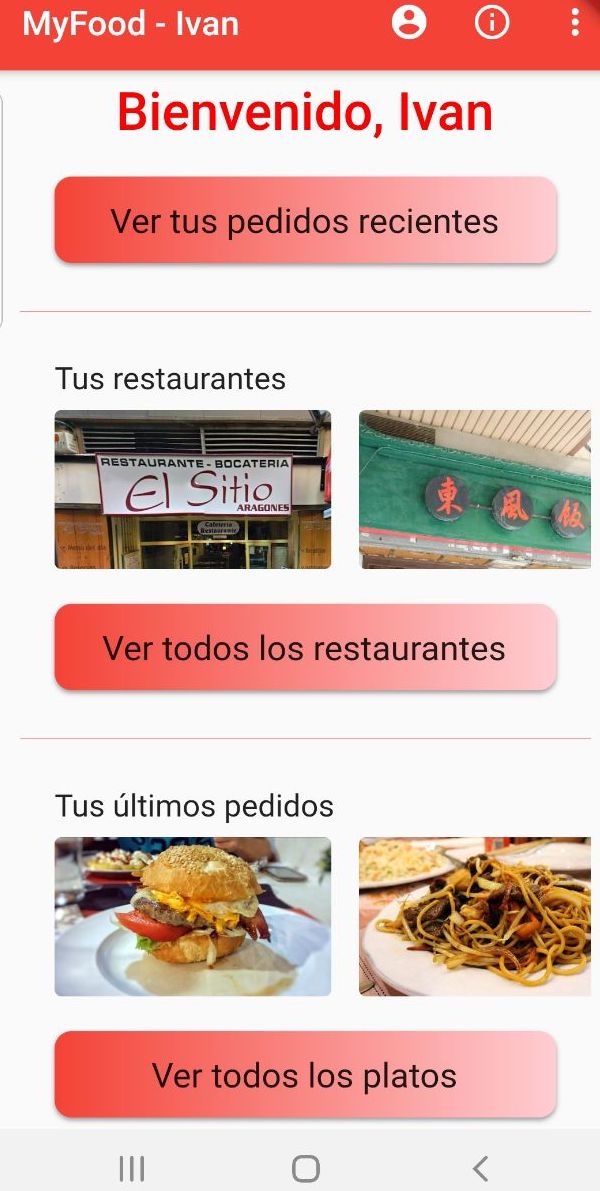 MyFood - Ivan
Bienvenido, Ivan
Ver tus pedidos recientes
Tus restaurantes
RESTAURANTE - BOCATERIA
El Sitio
ARAGONES
Cafeteria
Restaurante
東風飯
Ver todos los restaurantes
Tus últimos pedidos
Ver todos los platos